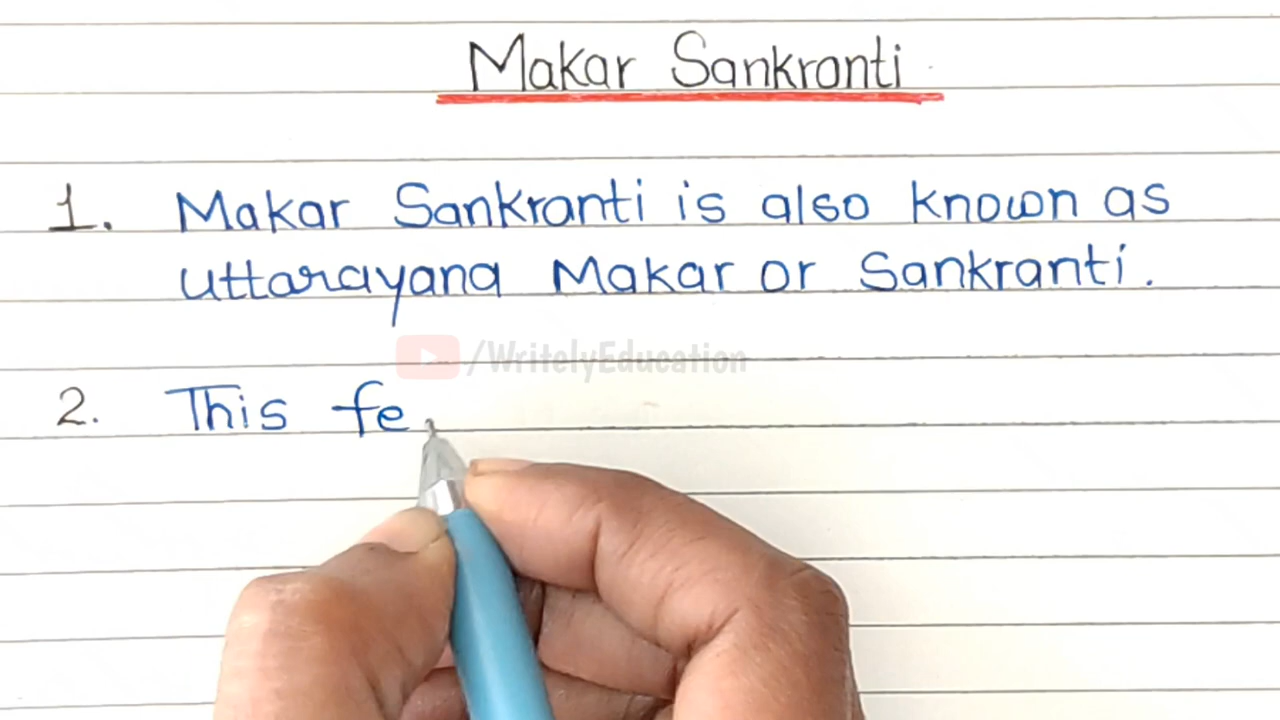 Makar Sankranti
1. Makar Sankranti is also known as
uttarayana Makar or Sankranti.
/WritelyEducation
2. This fe